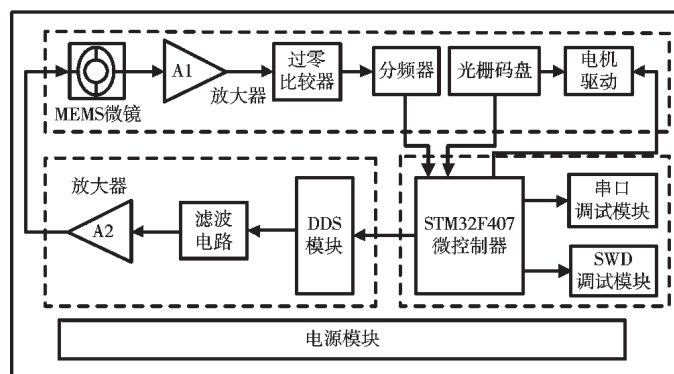 A1
过零
比较器
分频器
光栅码盘
电机
驱动
放大器
MEMS微镜
放大器
A2
滤波
电路
DDS
模块
STM32F407
微控制器
串口
调试模块
SWD
调试模块
电源模块